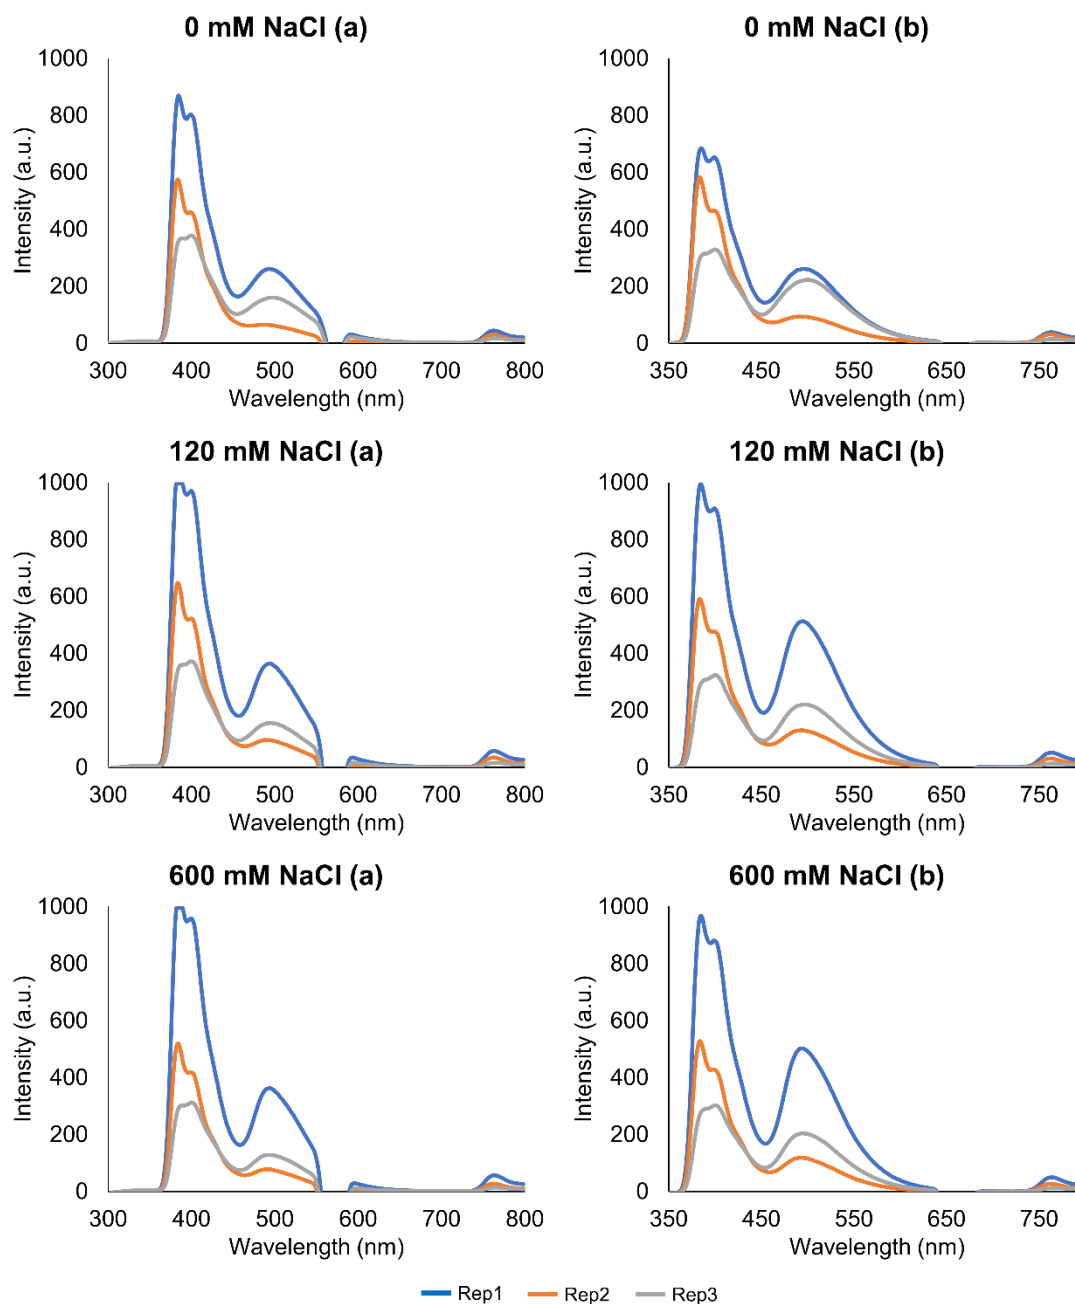 0 mM NaCl (a)
1000
800
600
400
200
0
Intensity (a.u.)
300 400 500 600 700 800
Wavelength (nm)
0 mM NaCl (b)
1000
800
600
400
200
0
Intensity (a.u.)
350 450 550 650 750
Wavelength (nm)
120 mM NaCl (a)
1000
800
600
400
200
0
Intensity (a.u.)
300 400 500 600 700 800
Wavelength (nm)
120 mM NaCl (b)
1000
800
600
400
200
0
Intensity (a.u.)
350 450 550 650 750
Wavelength (nm)
600 mM NaCl (a)
1000
800
600
400
200
0
Intensity (a.u.)
300 400 500 600 700 800
Wavelength (nm)
600 mM NaCl (b)
1000
800
600
400
200
0
Intensity (a.u.)
350 450 550 650 750
Wavelength (nm)
Rep1 Rep2 Rep3